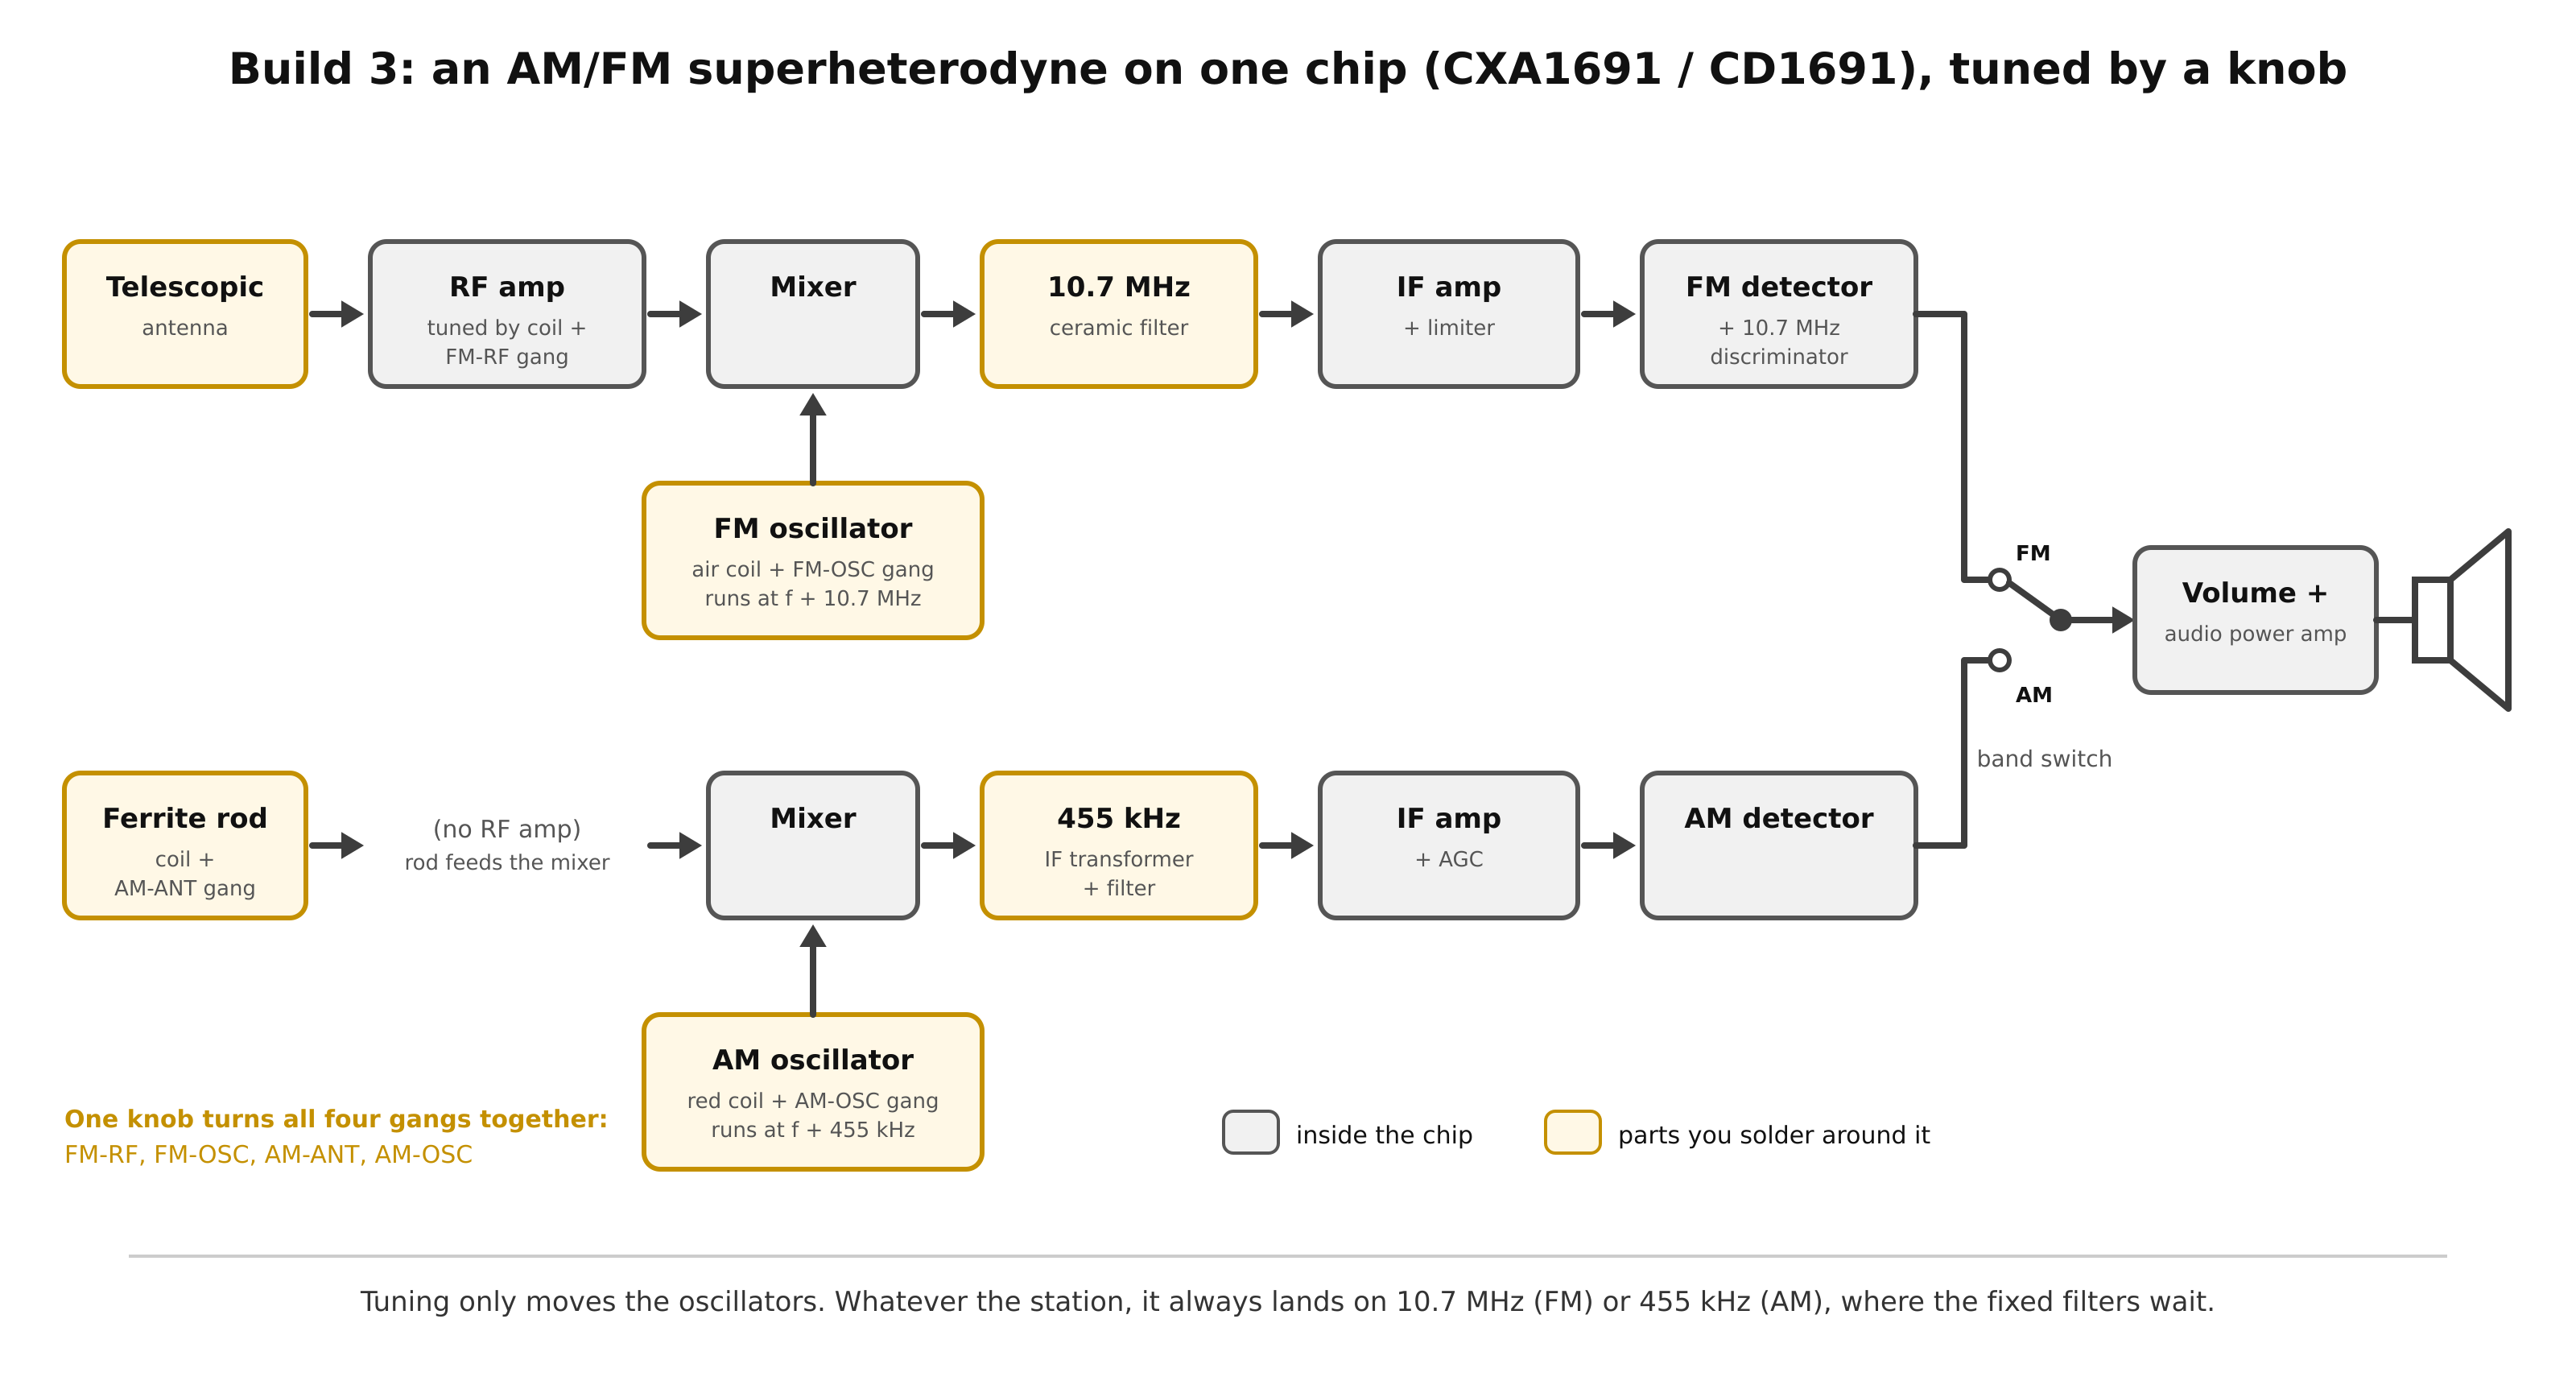 Build 3: an AM/FM superheterodyne on one chip (CXA1691 / CD1691), tuned by a knob
Telescopic
antenna
RF amp
tuned by coil +
FM-RF gang
Mixer
10.7 MHz
ceramic filter
IF amp
+ limiter
FM detector
+ 10.7 MHz
discriminator
FM oscillator
air coil + FM-OSC gang
runs at f + 10.7 MHz
FM
AM
band switch
Volume +
audio power amp
Ferrite rod
coil +
AM-ANT gang
(no RF amp)
rod feeds the mixer
Mixer
455 kHz
IF transformer
+ filter
IF amp
+ AGC
AM detector
AM oscillator
red coil + AM-OSC gang
runs at f + 455 kHz
One knob turns all four gangs together:
FM-RF, FM-OSC, AM-ANT, AM-OSC
inside the chip
parts you solder around it
Tuning only moves the oscillators. Whatever the station, it always lands on 10.7 MHz (FM) or 455 kHz (AM), where the fixed filters wait.